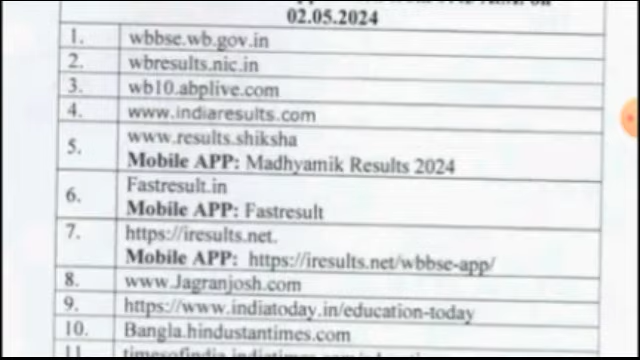 02.05.2024
1. wbbse.wb.gov.in
2. wbresults.nic.in
3. wb10.abplive.com
4. www.indiaresults.com
5. www.results.shiksha
Mobile APP: Madhyamik Results 2024
6. Fastresult.in
Mobile APP: Fastresult
7. https://iresults.net.
Mobile APP: https://iresults.net/wbbse-app/
8. www.Jagranjosh.com
9. https://www.indiatoday.in/education-today
10. Bangla.hindustantimes.com